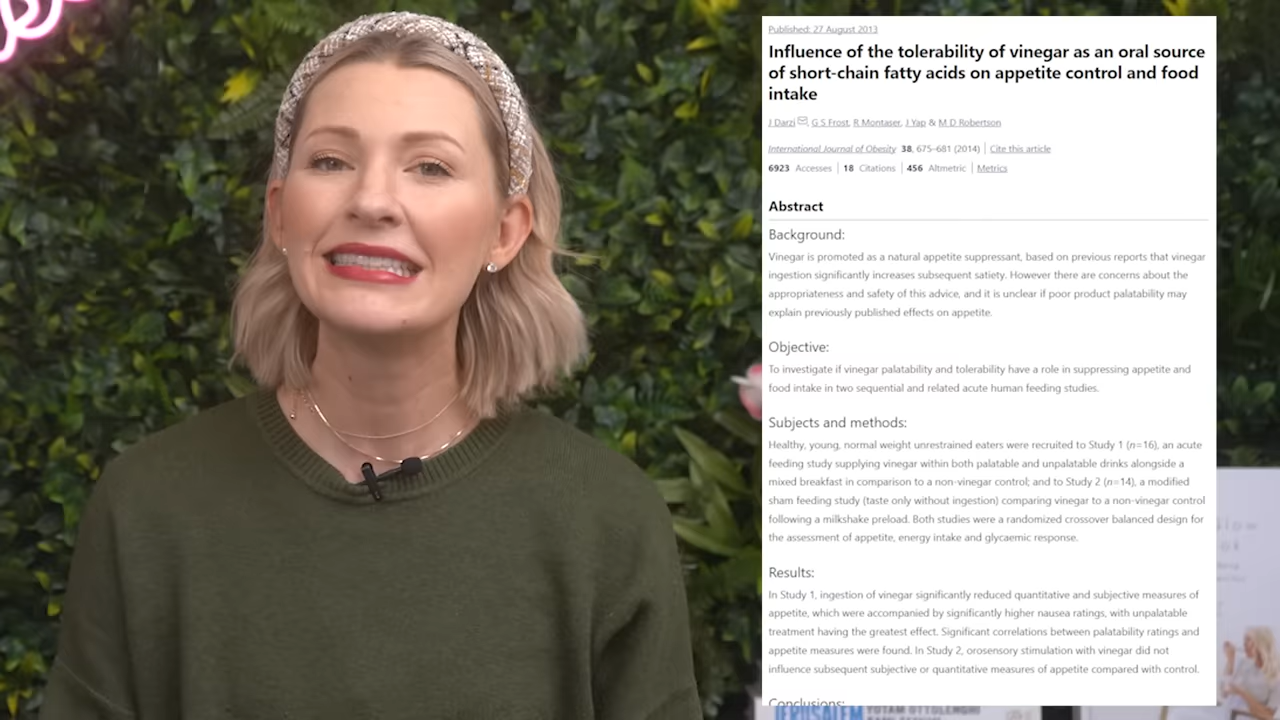 Published: 27 August 2013
Influence of the tolerability of vinegar as an oral source
of short-chain fatty acids on appetite control and food
intake
J Darzi, G S Frost, R Montaser, J Yap & M D Robertson
International Journal of Obesity 38, 675–681 (2014) | Cite this article
6923 Accesses | 18 Citations | 456 Altmetric | Metrics
Abstract
Background:
Vinegar is promoted as a natural appetite suppressant, based on previous reports that vinegar
ingestion significantly increases subsequent satiety. However there are concerns about the
appropriateness and safety of this advice, and it is unclear if poor product palatability may
explain previously published effects on appetite.
Objective:
To investigate if vinegar palatability and tolerability have a role in suppressing appetite and
food intake in two sequential and related acute human feeding studies.
Subjects and methods:
Healthy, young, normal weight unrestrained eaters were recruited to Study 1 (n=16), an acute
feeding study supplying vinegar within both palatable and unpalatable drinks alongside a
mixed breakfast in comparison to a non-vinegar control; and to Study 2 (n=14), a modified
sham feeding study (taste only without ingestion) comparing vinegar to a non-vinegar control
following a milkshake preload. Both studies were a randomized crossover balanced design for
the assessment of appetite, energy intake and glycaemic response.
Results:
In Study 1, ingestion of vinegar significantly reduced quantitative and subjective measures of
appetite, which were accompanied by significantly higher nausea ratings, with unpalatable
treatment having the greatest effect. Significant correlations between palatability ratings and
appetite measures were found. In Study 2, orosensory stimulation with vinegar did not
influence subsequent subjective or quantitative measures of appetite compared with control.
Conclusions:
JERUSALEM YOTAM OTTOLENGHI